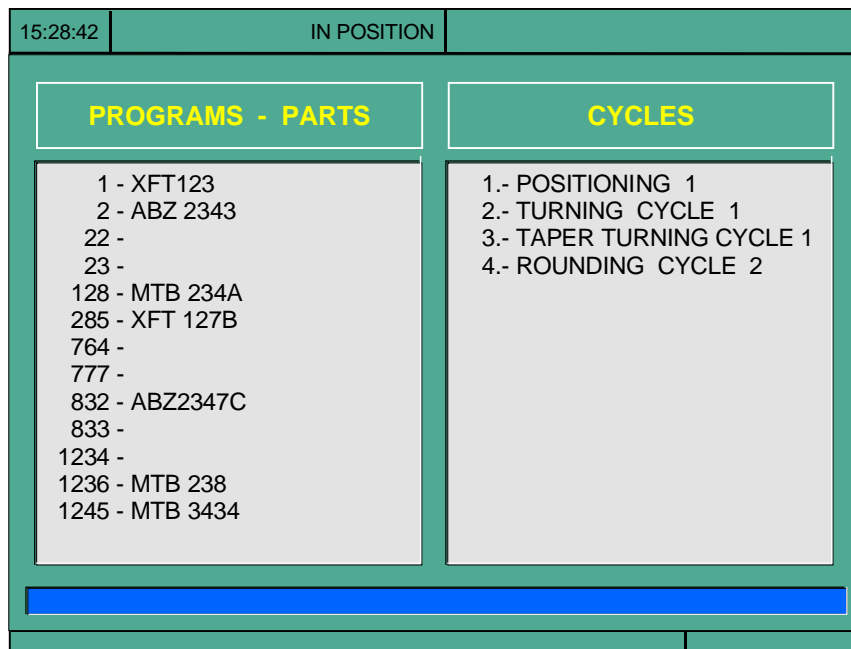 15:28:42 IN POSITION
PROGRAMS - PARTS
1 - XFT123
2 - ABZ 2343
22 -
23 -
128 - MTB 234A
285 - XFT 127B
764 -
777 -
832 - ABZ2347C
833 -
1234 -
1236 - MTB 238
1245 - MTB 3434
CYCLES
1.- POSITIONING 1
2.- TURNING CYCLE 1
3.- TAPER TURNING CYCLE 1
4.- ROUNDING CYCLE 2